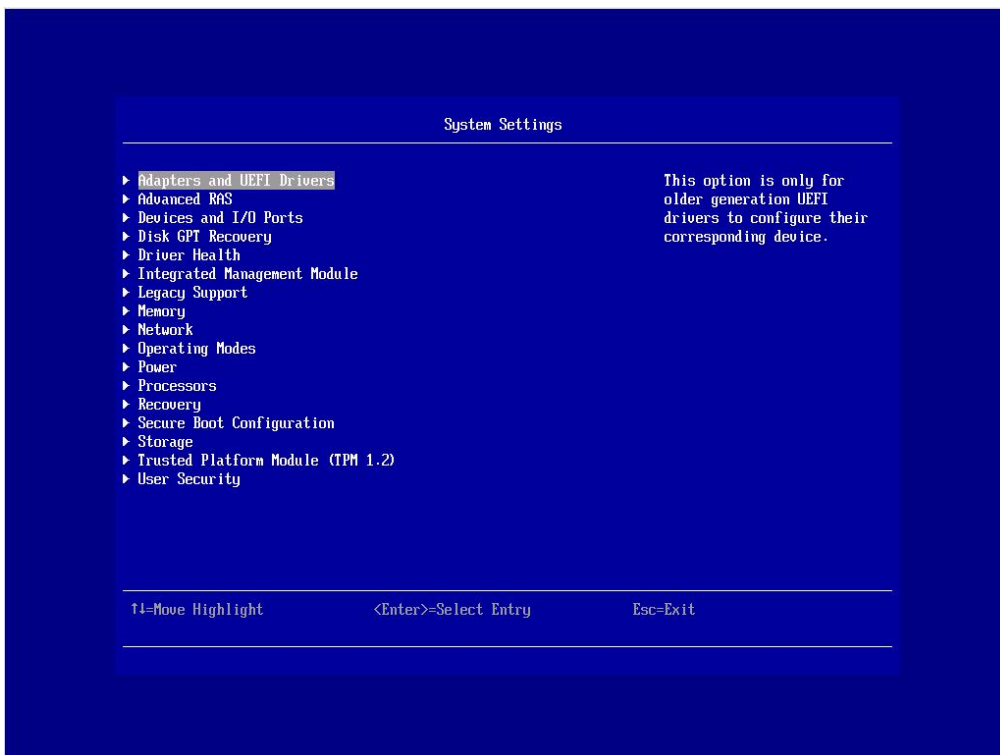 System Settings
Adapters and UEFI Drivers
Advanced RAS
Devices and I/O Ports
Disk GPT Recovery
Driver Health
Integrated Management Module
Legacy Support
Memory
Network
Operating Modes
Power
Processors
Recovery
Secure Boot Configuration
Storage
Trusted Platform Module (TPM 1.2)
User Security
This option is only for
older generation UEFI
drivers to configure their
corresponding device.
↑↓=Move Highlight <Enter>=Select Entry Esc=Exit